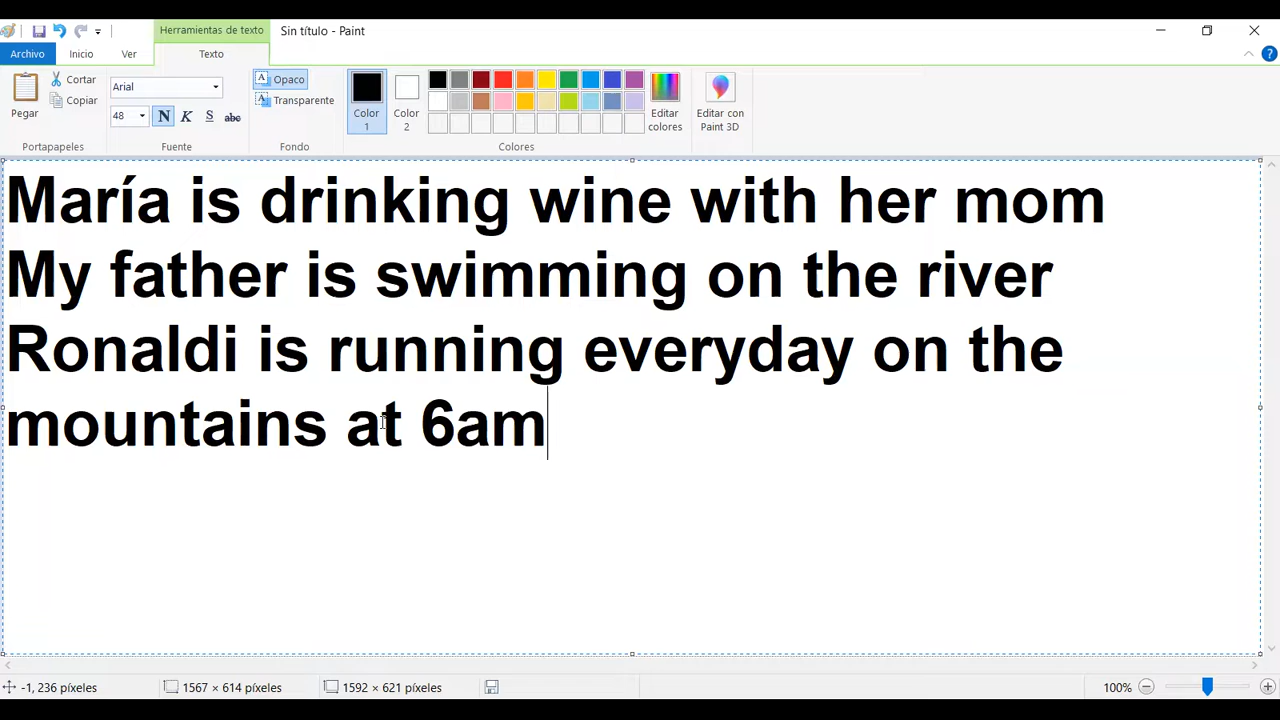 Herramientas de texto Sin título - Paint
Archivo Inicio Ver Texto
Pegar
Cortar
Copiar
Portapapeles
Arial
48 N K S abc
Fuente
Opaco
Transparente
Fondo
Color 1
Color 2
Editar colores
Colores
Editar con Paint 3D
María is drinking wine with her mom
My father is swimming on the river
Ronaldi is running everyday on the
mountains at 6am
-1, 236 píxeles 1567 × 614 píxeles 1592 × 621 píxeles 100%